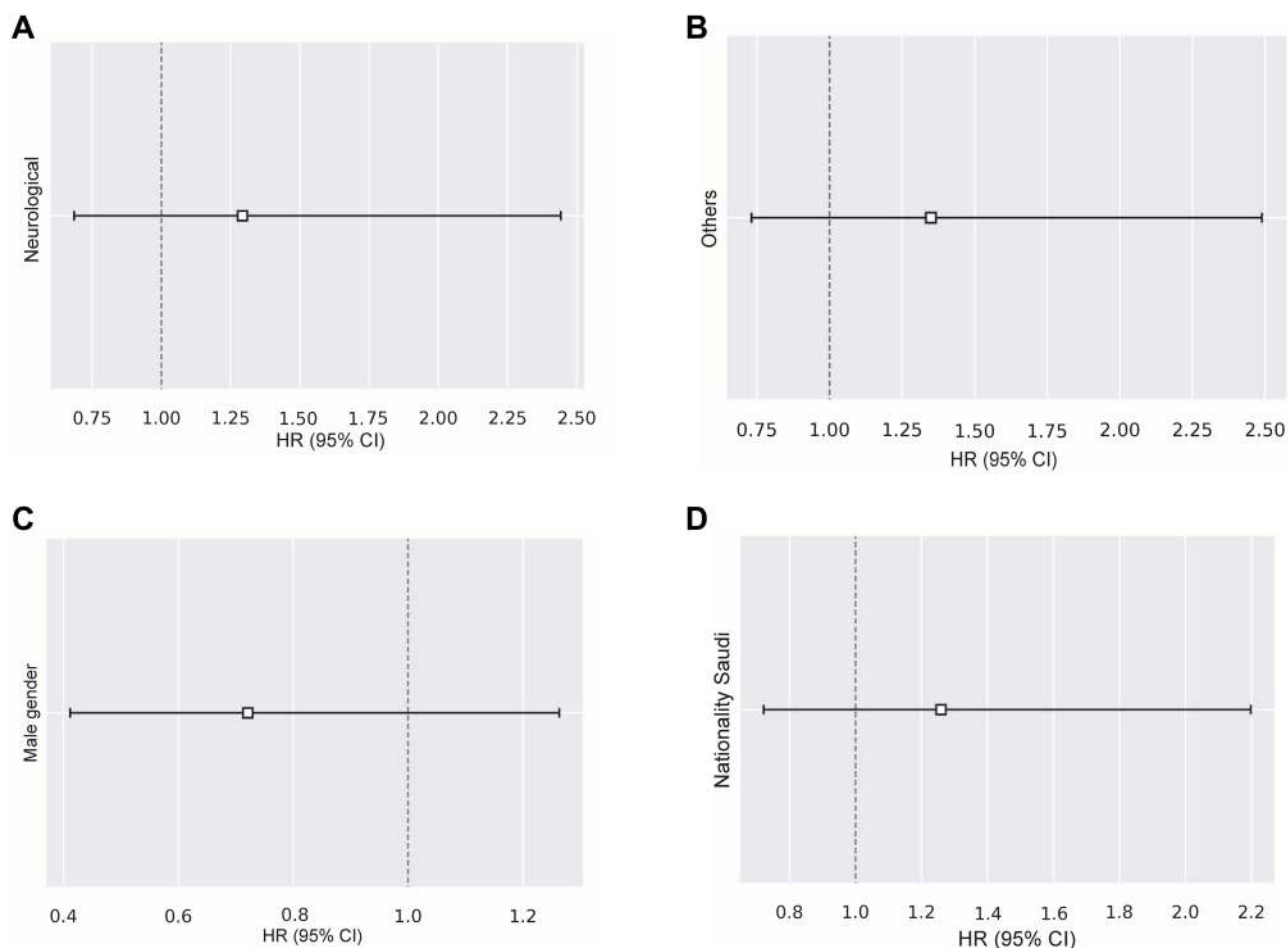 A
Neurological
0.75 1.00 1.25 1.50 1.75 2.00 2.25 2.50
HR (95% CI)
B
Others
0.75 1.00 1.25 1.50 1.75 2.00 2.25 2.50
HR (95% CI)
C
Male gender
0.4 0.6 0.8 1.0 1.2
HR (95% CI)
D
Nationality Saudi
0.8 1.0 1.2 1.4 1.6 1.8 2.0 2.2
HR (95% CI)